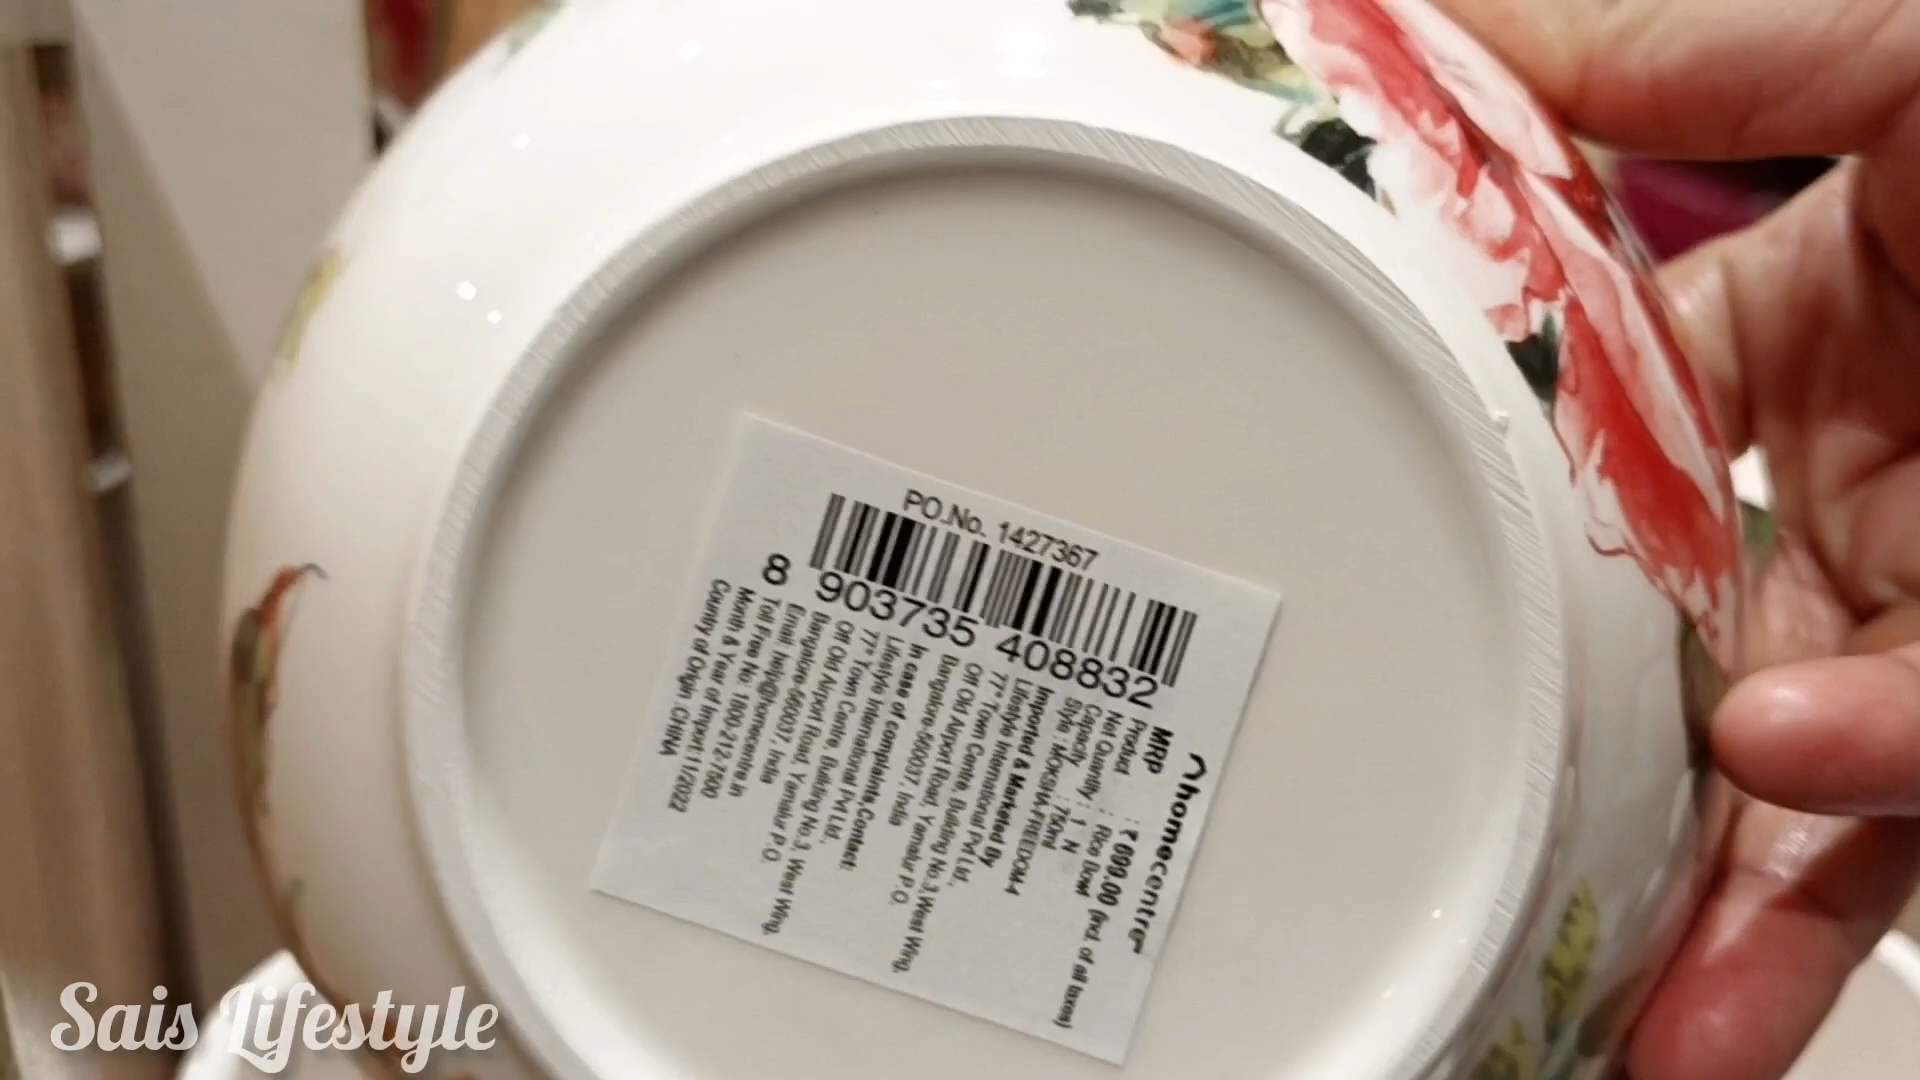 PO.No. 1427367
8 903735 408832
homecentre
MRP : ₹ 699.00 (incl. of all taxes)
Product : Rice Bowl
Net Quantity : 1 N
Capacity : 750ml
Style : MOKSHA-FREEDOM-4
Imported & Marketed By
Lifestyle International Pvt Ltd.,
77° Town Centre, Building No.3, West Wing,
Off Old Airport Road, Yamalur P.O.
Bangalore-560037, India
In case of complaints, Contact:
Lifestyle International Pvt Ltd.,
77° Town Centre, Building No.3, West Wing,
Off Old Airport Road, Yamalur P.O.
Bangalore-560037, India
Email: help@homecentre.in
Toll Free No: 1800-212-7500
Month & Year of Import: 11/2022
Country of Origin :CHINA
Sais Lifestyle